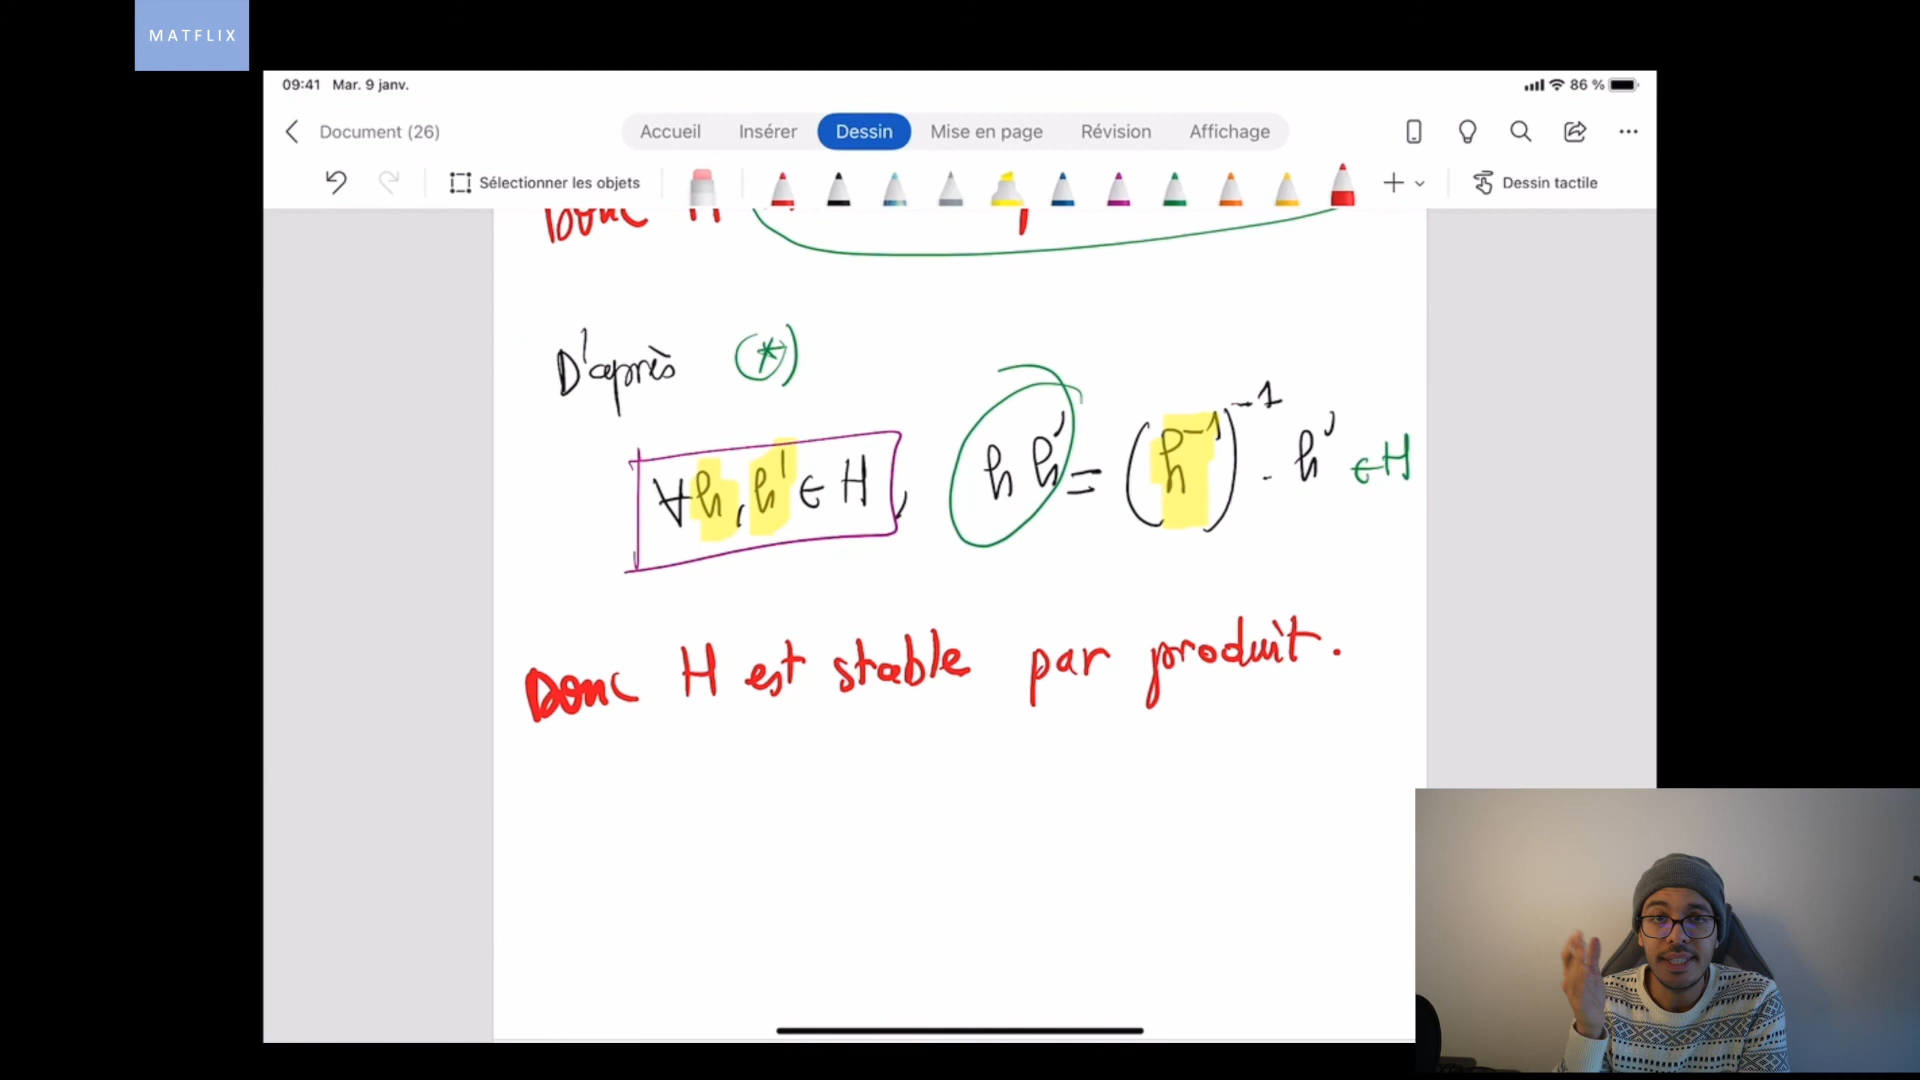 MATFLIX
09:41 Mar. 9 janv. 86 %
Document (26) Accueil Insérer Dessin Mise en page Révision Affichage
Sélectionner les objets Dessin tactile
Donc H
D'après (*)
∀h, h' ∈ H, h h' = (h⁻¹)⁻¹ . h' ∈ H
Donc H est stable par produit.